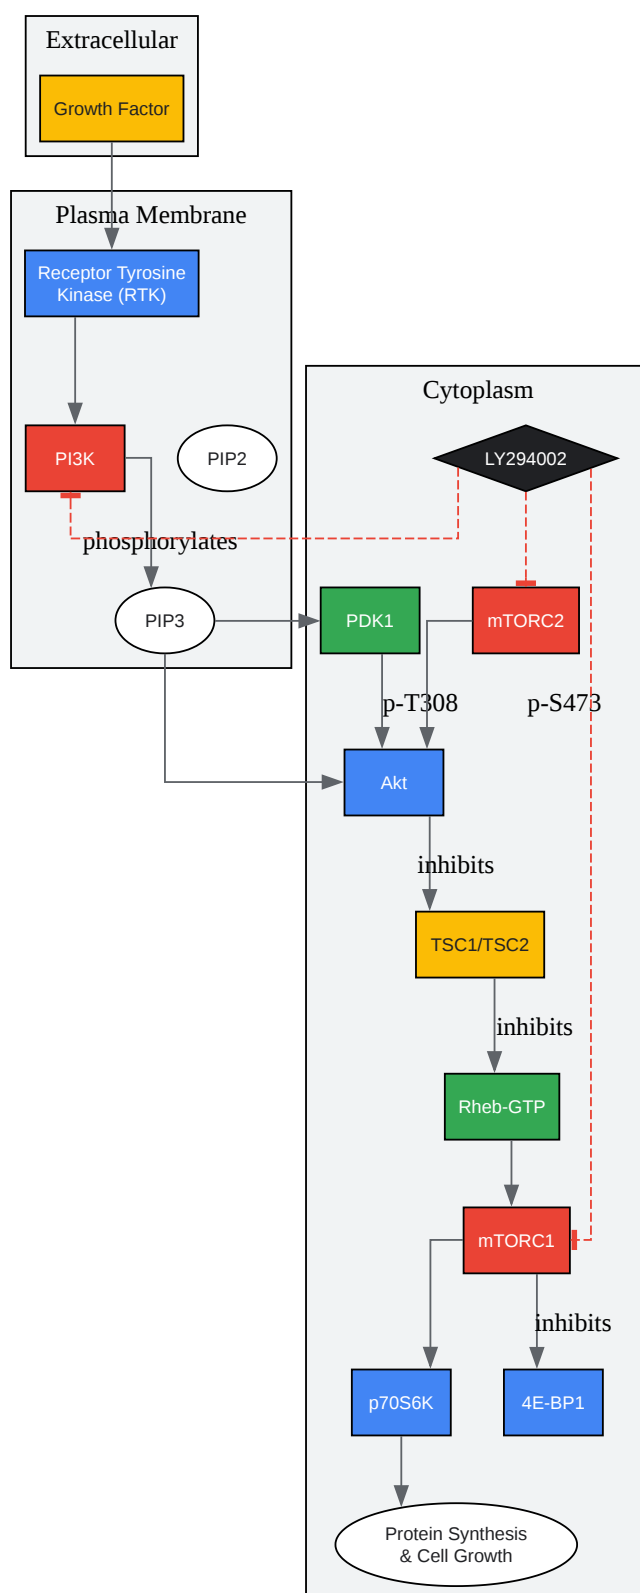 Extracellular
Growth Factor
Plasma Membrane
Receptor Tyrosine
Kinase (RTK)
Cytoplasm
PI3K
PIP2
LY294002
phosphorylates
PIP3
PDK1
mTORC2
p-T308
p-S473
Akt
inhibits
TSC1/TSC2
inhibits
Rheb-GTP
mTORC1
inhibits
p70S6K
4E-BP1
Protein Synthesis
& Cell Growth